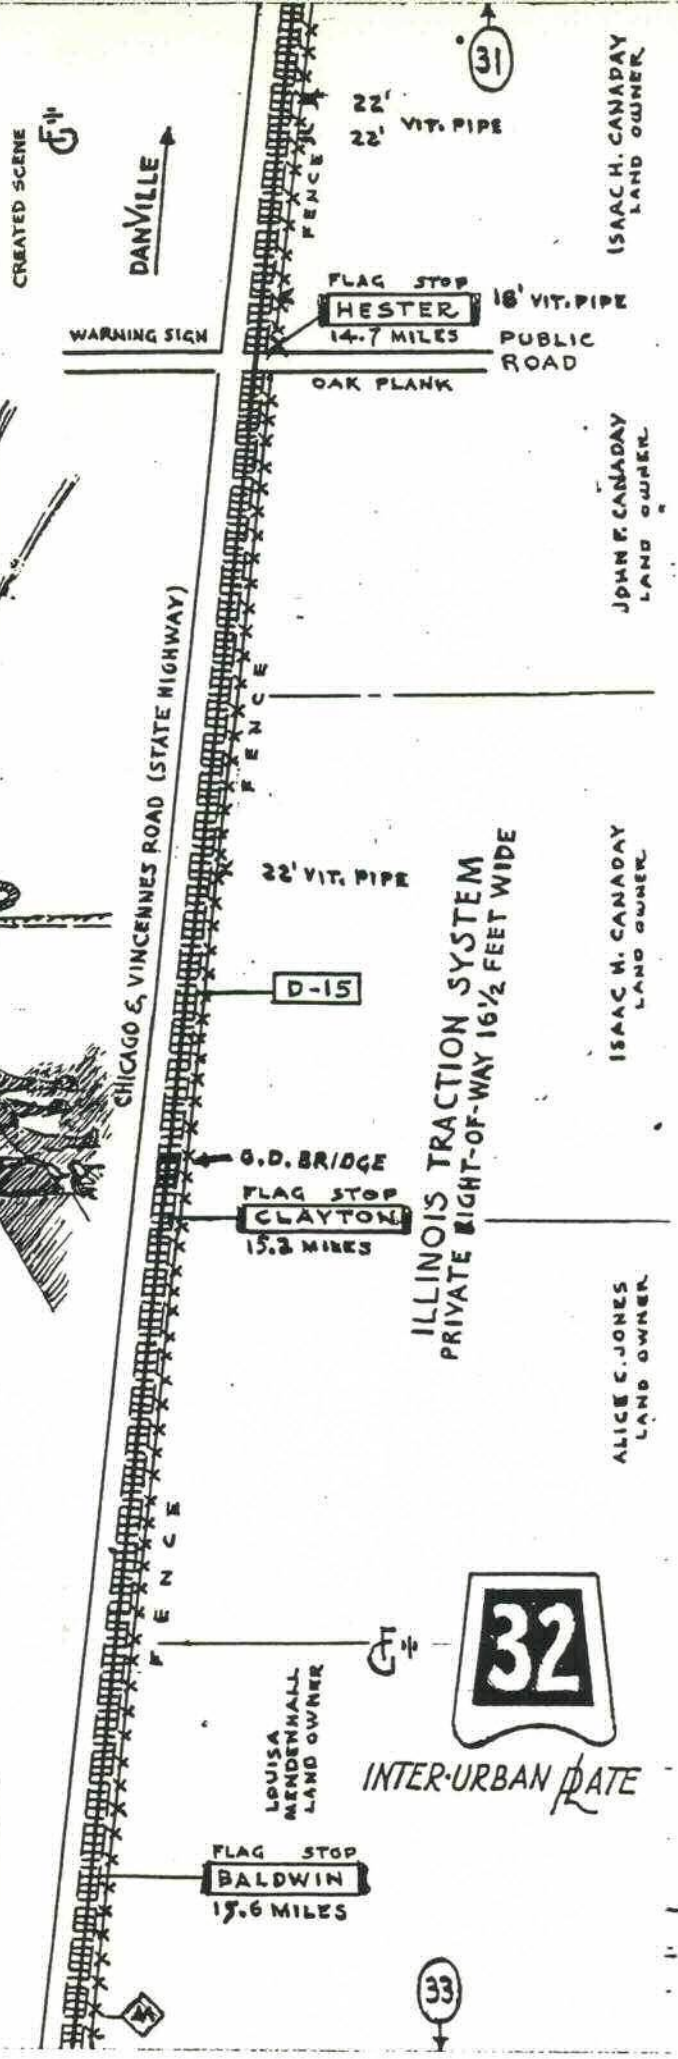 31
CREATED SCENE
DANVILLE
22'
22'
VIT. PIPE
FENCE
ISAAC H. CANADAY
LAND OWNER
FLAG STOP
HESTER
14.7 MILES
18' VIT. PIPE
WARNING SIGN
PUBLIC
ROAD
OAK PLANK
JOHN F. CANADAY
LAND OWNER
CHICAGO & VINCENNES ROAD (STATE HIGHWAY)
FENCE
22' VIT. PIPE
ISAAC H. CANADAY
LAND OWNER
D-15
ILLINOIS TRACTION SYSTEM
PRIVATE RIGHT-OF-WAY 16½ FEET WIDE
BRIDGE
FLAG STOP
CLAYTON
15.2 MILES
ALICE C. JONES
LAND OWNER
FENCE
32
INTER-URBAN PLATE
LOUISA
MENDENHALL
LAND OWNER
FLAG STOP
BALDWIN
15.6 MILES
33